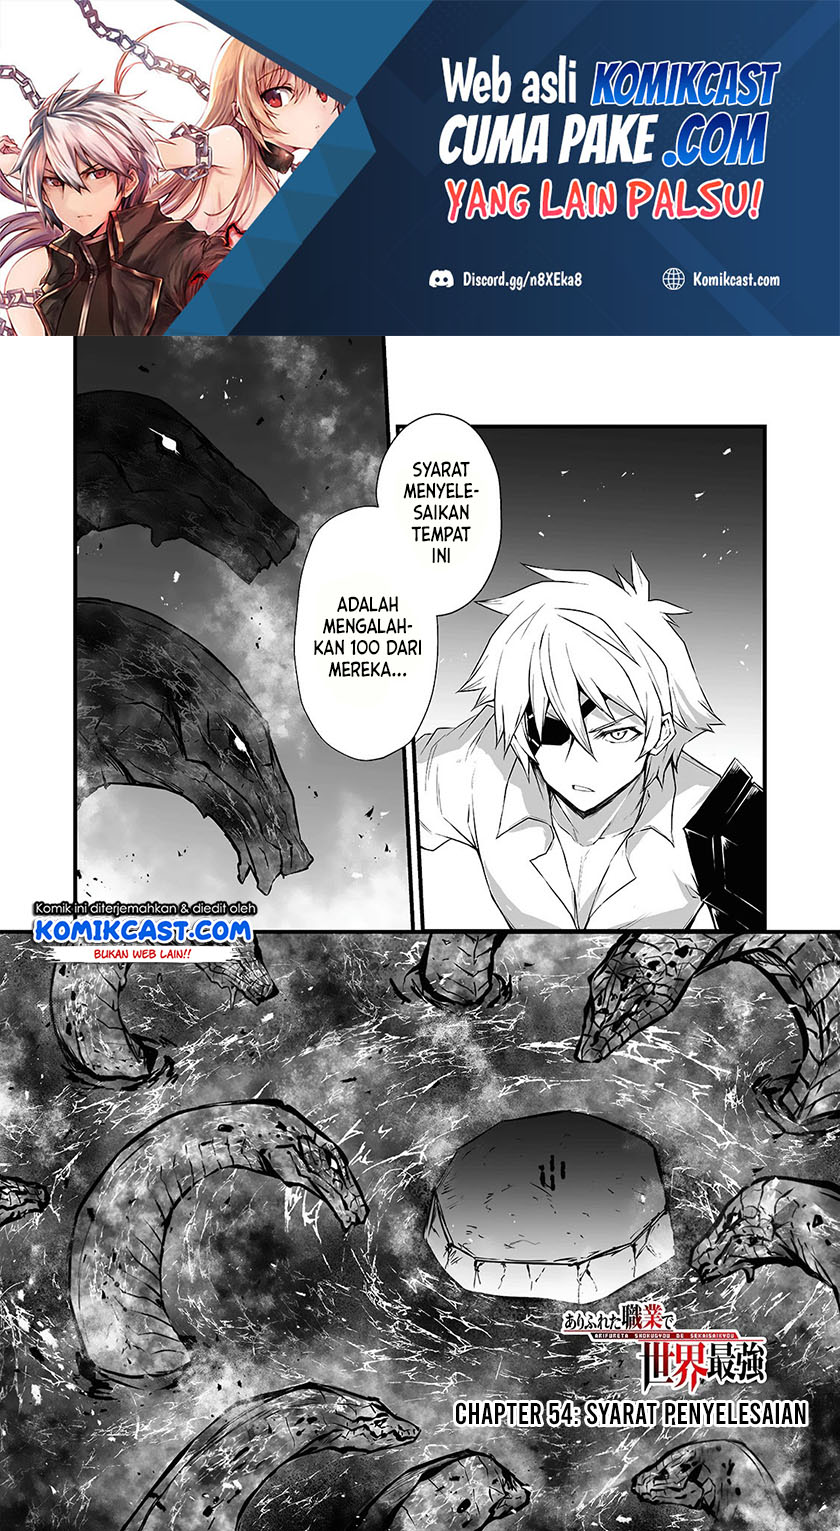 Web asli KOMIKCAST
CUMA PAKE .COM
YANG LAIN PALSU!
Discord.gg/n8XEka8
Komikcast.com
SYARAT
MENYELE-
SAIKAN
TEMPAT
INI
ADALAH
MENGALAH-
KAN 100 DARI
MEREKA...
Komik ini diterjemahkan & diedit oleh
KOMIKCAST.COM
BUKAN WEB LAIN!!
ありふれた職業で
ARIFURETA SHOKUGYOU DE SEKAISAIKYOU
世界最強
CHAPTER 54: SYARAT PENYELESAIAN